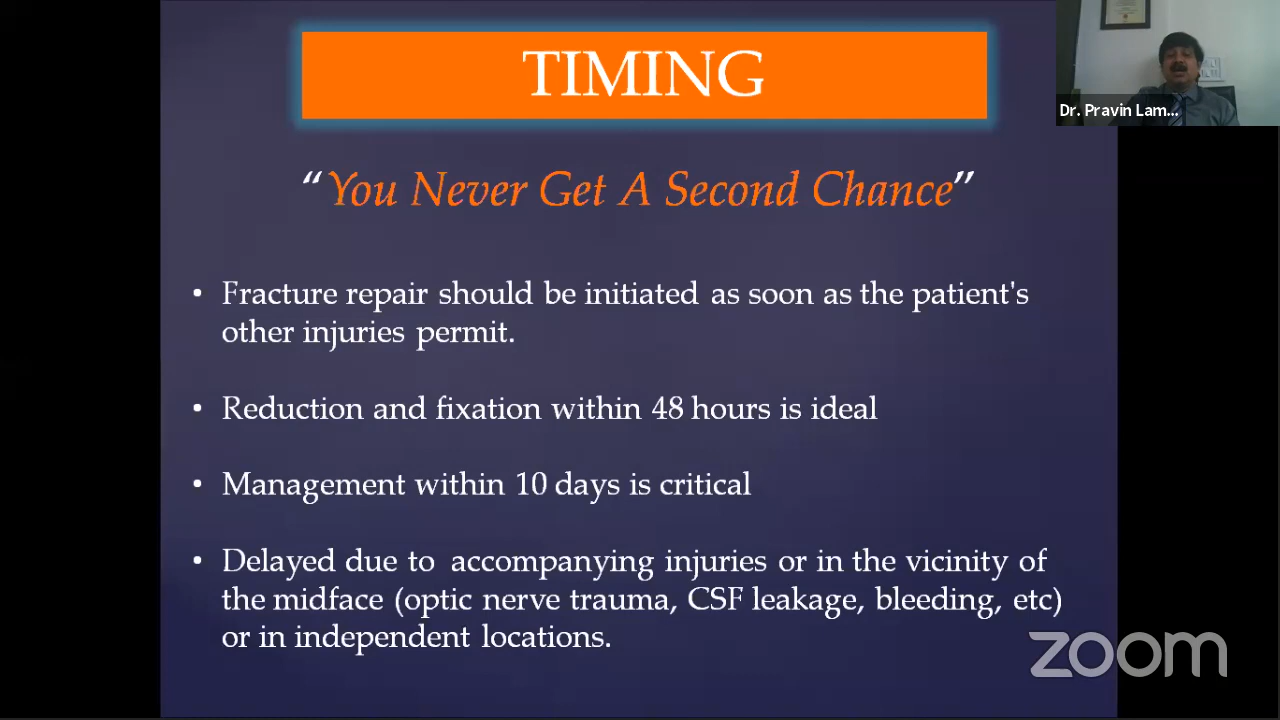 TIMING
Dr. Pravin Lam...
“You Never Get A Second Chance”
• Fracture repair should be initiated as soon as the patient's
other injuries permit.
• Reduction and fixation within 48 hours is ideal
• Management within 10 days is critical
• Delayed due to accompanying injuries or in the vicinity of
the midface (optic nerve trauma, CSF leakage, bleeding, etc)
or in independent locations.
zoom